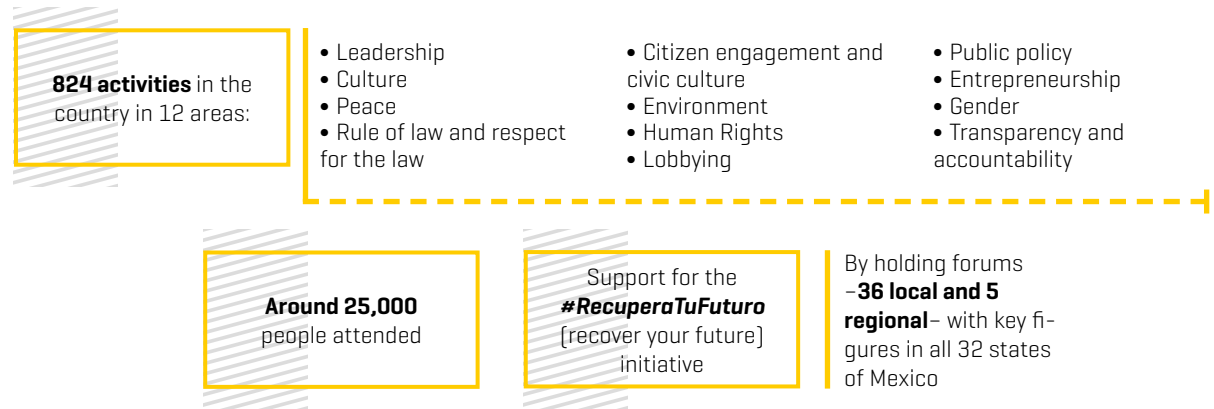 824 activities in the
country in 12 areas:
• Leadership
• Culture
• Peace
• Rule of law and respect
for the law
• Citizen engagement and
civic culture
• Environment
• Human Rights
• Lobbying
• Public policy
• Entrepreneurship
• Gender
• Transparency and
accountability
Around 25,000
people attended
Support for the
#RecuperaTuFuturo
(recover your future)
initiative
By holding forums
–36 local and 5
regional– with key fi-
gures in all 32 states
of Mexico